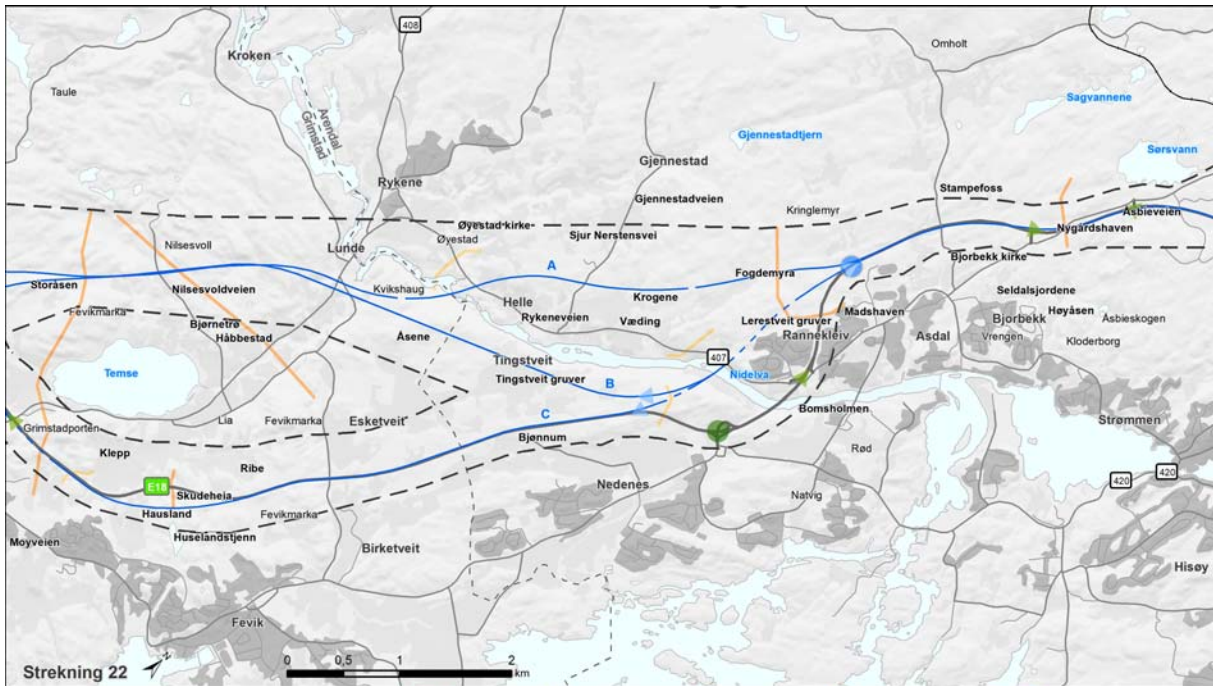 408
Kroken
Omholt
Taule
Sagvannene
Arendal
Grimstad
Gjennestadtjern
Sørsvann
Gjennestad
Rykene
Stampefoss
Gjennestadveien
Kringlemyr
Åsbieveien
Øyestad kirke
Nygårdshaven
Sjur Nerstensvei
Øyestad
Nilsesvoll
Lunde
Bjorbekk kirke
A
Fogdemyra
Storåsen
Nilsesvoldveien
Kvikshaug
Krogene
Seldalsjordene
Helle
Fevikmarka
Rykeneveien
Væding
Lerestveit gruver
Madshaven
Bjorbekk
Høyåsen
Åsbieskogen
Bjørnetrø
Håbbestad
Åsene
Rannekleiv
Asdal
Vrengen
Kloderborg
Tingstveit
407
Temse
Tingstveit gruver
B
Nidelva
C
Bomsholmen
Grimstadporten
Lia
Fevikmarka
Esketveit
Strømmen
Bjønnum
Klepp
Rød
Ribe
420
420
E18
Skudeheia
Nedenes
Natvig
Hausland
Fevikmarka
Huselandstjenn
Moyveien
Birketveit
Hisøy
Fevik
Strekning 22
N
0
0,5
1
2
km